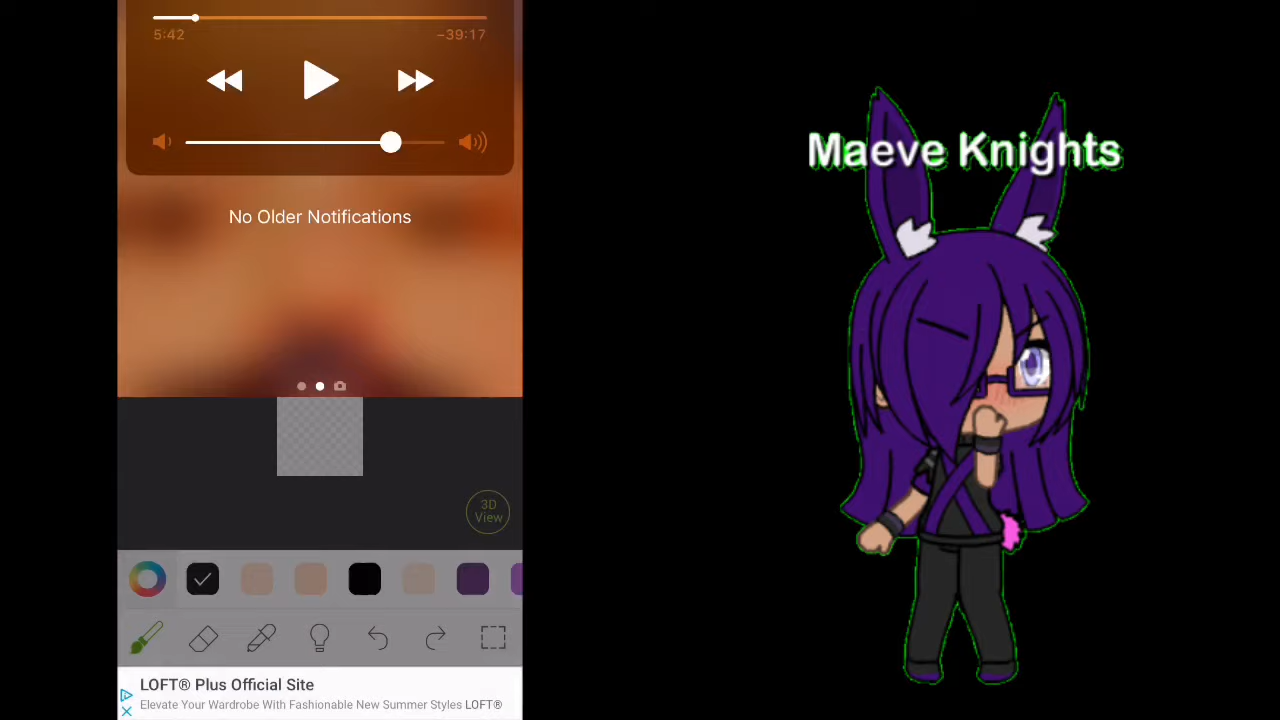 5:42
−39:17
No Older Notifications
3D
View
LOFT® Plus Official Site
Elevate Your Wardrobe With Fashionable New Summer Styles LOFT®
Maeve Knights